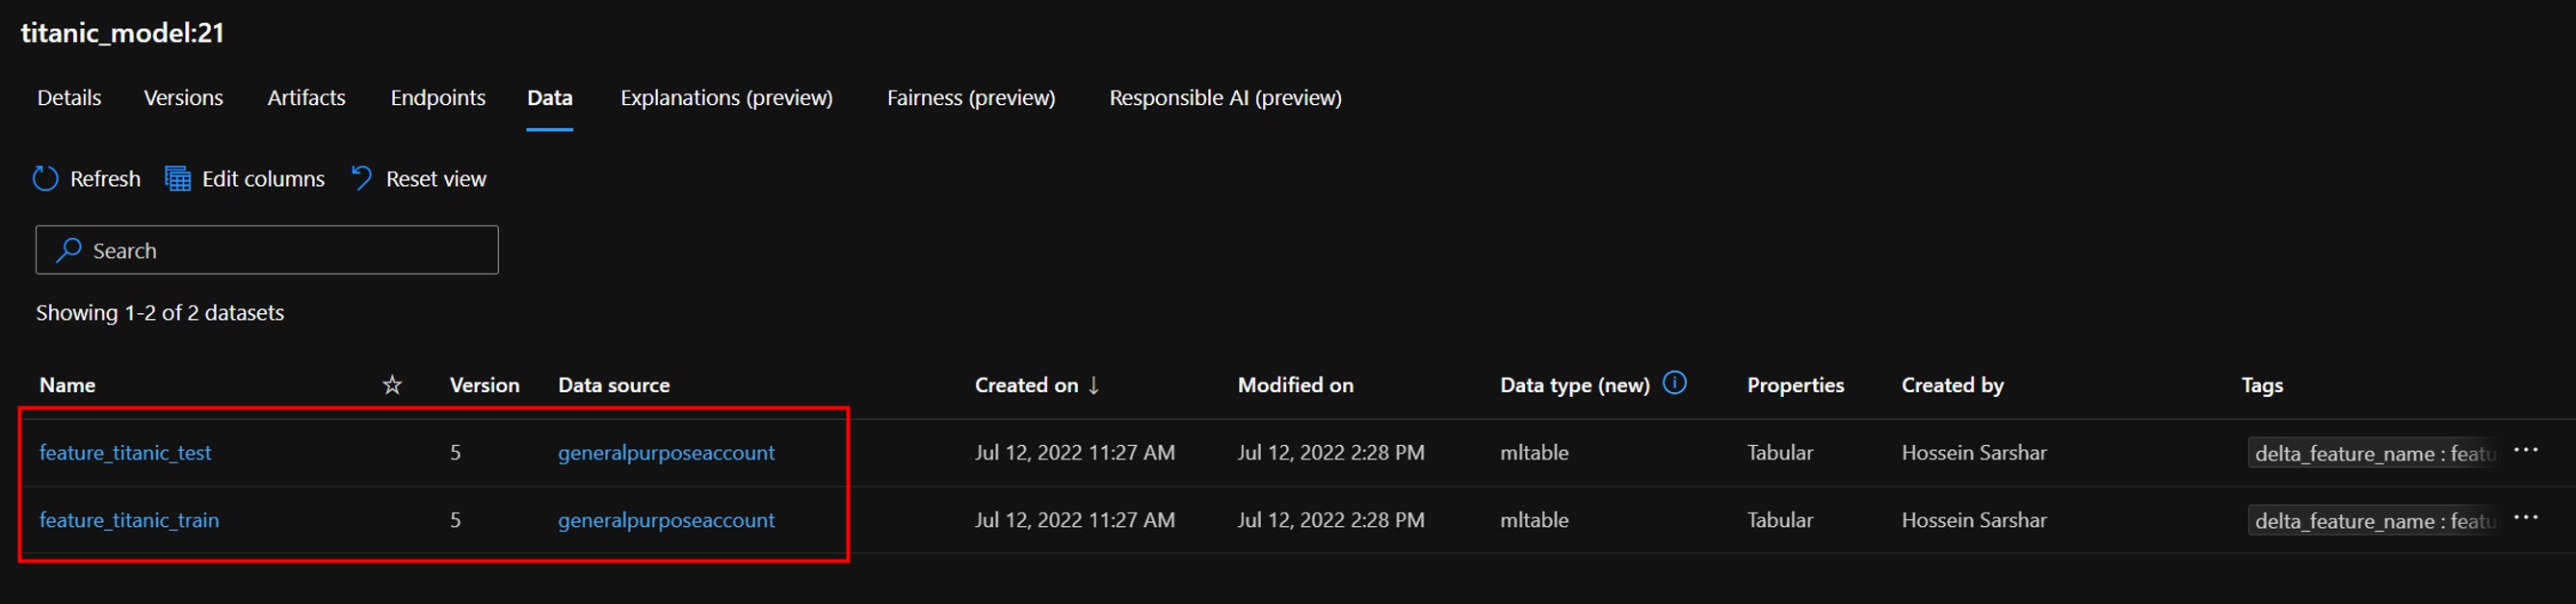 titanic_model:21
Details Versions Artifacts Endpoints Data Explanations (preview) Fairness (preview) Responsible AI (preview)
Refresh Edit columns Reset view
Search
Showing 1-2 of 2 datasets
Name Version Data source Created on ↓ Modified on Data type (new) Properties Created by Tags
feature_titanic_test 5 generalpurposeaccount Jul 12, 2022 11:27 AM Jul 12, 2022 2:28 PM mltable Tabular Hossein Sarshar delta_feature_name : featu ...
feature_titanic_train 5 generalpurposeaccount Jul 12, 2022 11:27 AM Jul 12, 2022 2:28 PM mltable Tabular Hossein Sarshar delta_feature_name : featu ...